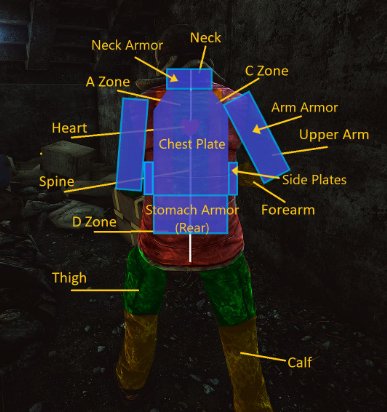 Neck
Neck Armor
C Zone
A Zone
Arm Armor
Heart
Upper Arm
Chest Plate
Spine
Side Plates
Stomach Armor
(Rear)
Forearm
D Zone
Thigh
Calf